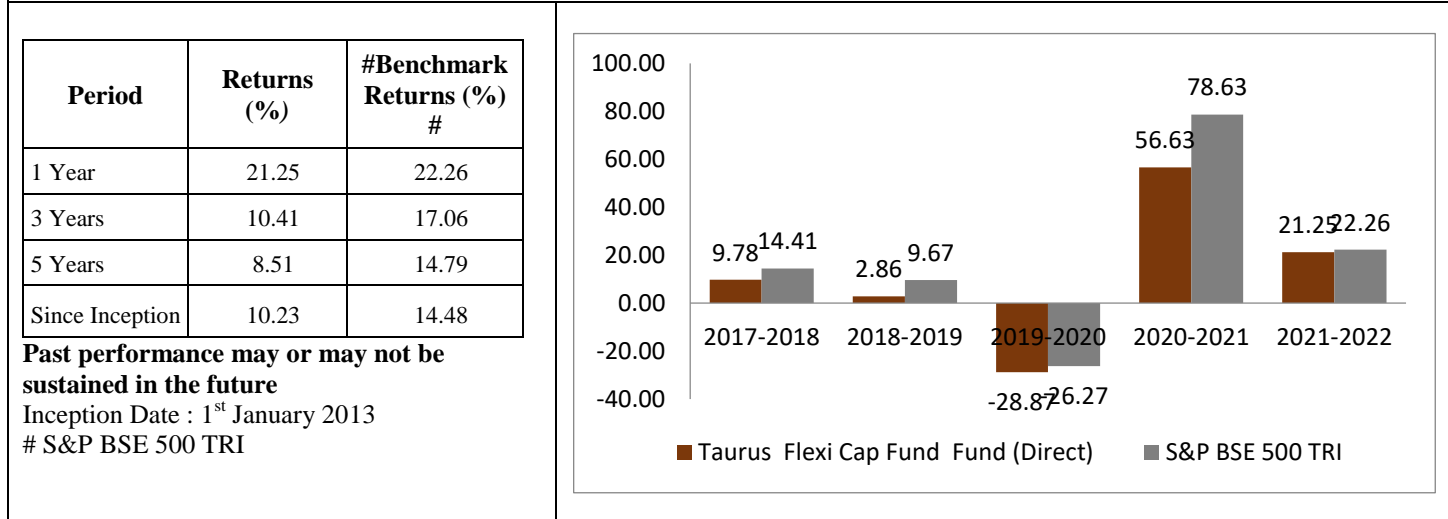 Period Returns (%) #Benchmark Returns (%) #
1 Year 21.25 22.26
3 Years 10.41 17.06
5 Years 8.51 14.79
Since Inception 10.23 14.48
Past performance may or may not be
sustained in the future
Inception Date : 1st January 2013
# S&P BSE 500 TRI
100.00
80.00
60.00
40.00
20.00
0.00
-20.00
-40.00
9.78 14.41
2.86 9.67
-28.87 -26.27
56.63 78.63
21.25 22.26
2017-2018 2018-2019 2019-2020 2020-2021 2021-2022
Taurus Flexi Cap Fund Fund (Direct) S&P BSE 500 TRI